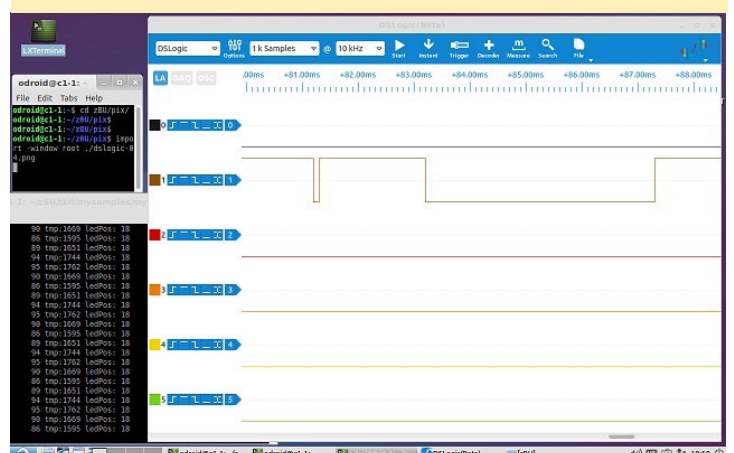 DSLogic(Beta)
LXTerminal
DSLogic
Options
1 k Samples @ 10 kHz
Start Instant Trigger Decoder Measure Search File
LA DAQ OSC
.00ms +81.00ms +82.00ms +83.00ms +84.00ms +85.00ms +86.00ms +87.00ms +88.00ms
odroid@c1-1: ~
File Edit Tabs Help
odroid@c1-1:~$ cd zBU/pix/
odroid@c1-1:~/zBU/pix$
odroid@c1-1:~/zBU/pix$
odroid@c1-1:~/zBU/pix$ impo
rt -window root ./dslogic-0
4.png
0 0
1 1
2 2
3 3
4 4
5 5
90 tmp:1669 ledPos: 18
86 tmp:1595 ledPos: 18
89 tmp:1651 ledPos: 18
94 tmp:1744 ledPos: 18
95 tmp:1762 ledPos: 18
90 tmp:1669 ledPos: 18
86 tmp:1595 ledPos: 18
89 tmp:1651 ledPos: 18
94 tmp:1744 ledPos: 18
95 tmp:1762 ledPos: 18
90 tmp:1669 ledPos: 18
86 tmp:1595 ledPos: 18
89 tmp:1651 ledPos: 18
94 tmp:1744 ledPos: 18
95 tmp:1762 ledPos: 18
90 tmp:1669 ledPos: 18
86 tmp:1595 ledPos: 18
89 tmp:1651 ledPos: 18
94 tmp:1744 ledPos: 18
95 tmp:1762 ledPos: 18
90 tmp:1669 ledPos: 18
86 tmp:1595 ledPos: 18